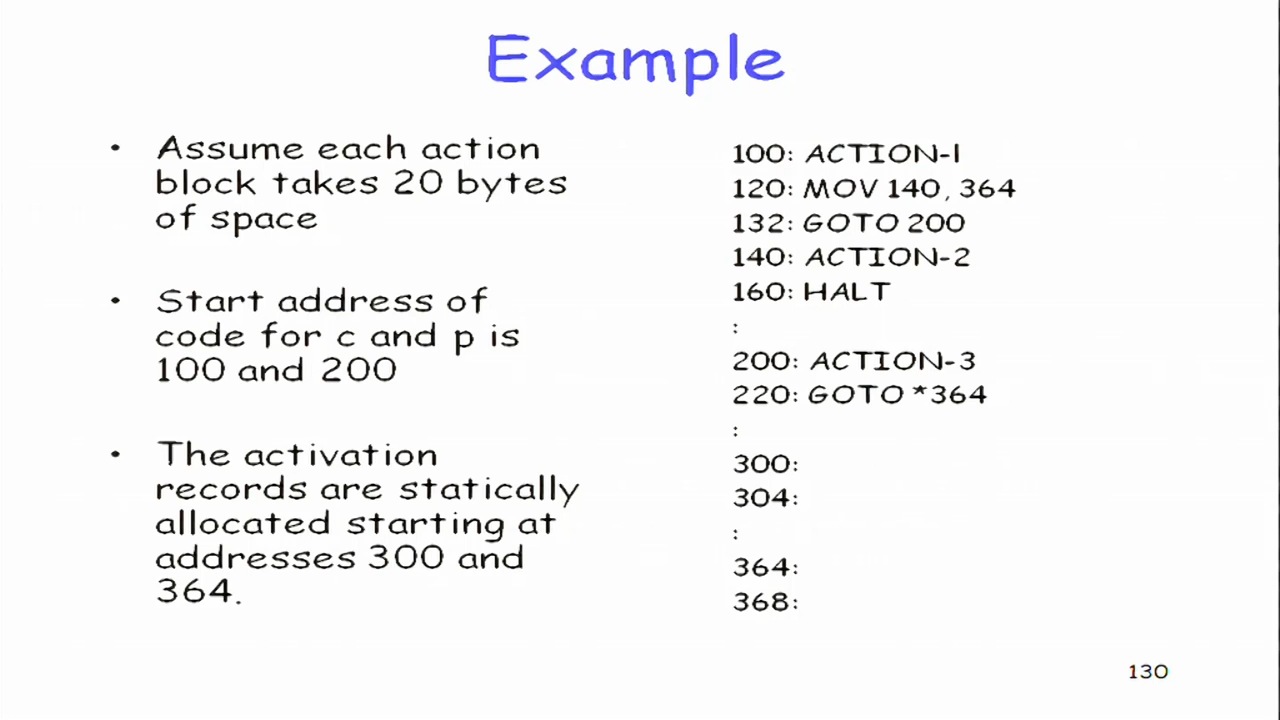 Example
• Assume each action
block takes 20 bytes
of space
• Start address of
code for c and p is
100 and 200
• The activation
records are statically
allocated starting at
addresses 300 and
364.
100: ACTION-1
120: MOV 140, 364
132: GOTO 200
140: ACTION-2
160: HALT
:
200: ACTION-3
220: GOTO *364
:
300:
304:
:
364:
368:
130